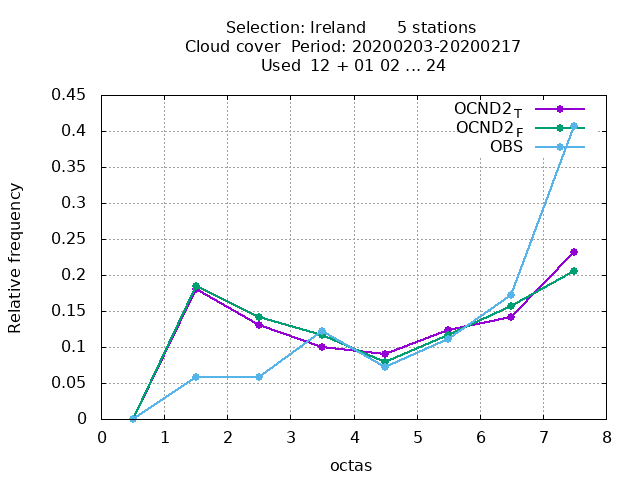 Selection: Ireland 5 stations
Cloud cover Period: 20200203-20200217
Used 12 + 01 02 ... 24
OCND2T
OCND2F
OBS
0.45
0.4
0.35
0.3
0.25
0.2
0.15
0.1
0.05
0
Relative frequency
0 1 2 3 4 5 6 7 8
octas